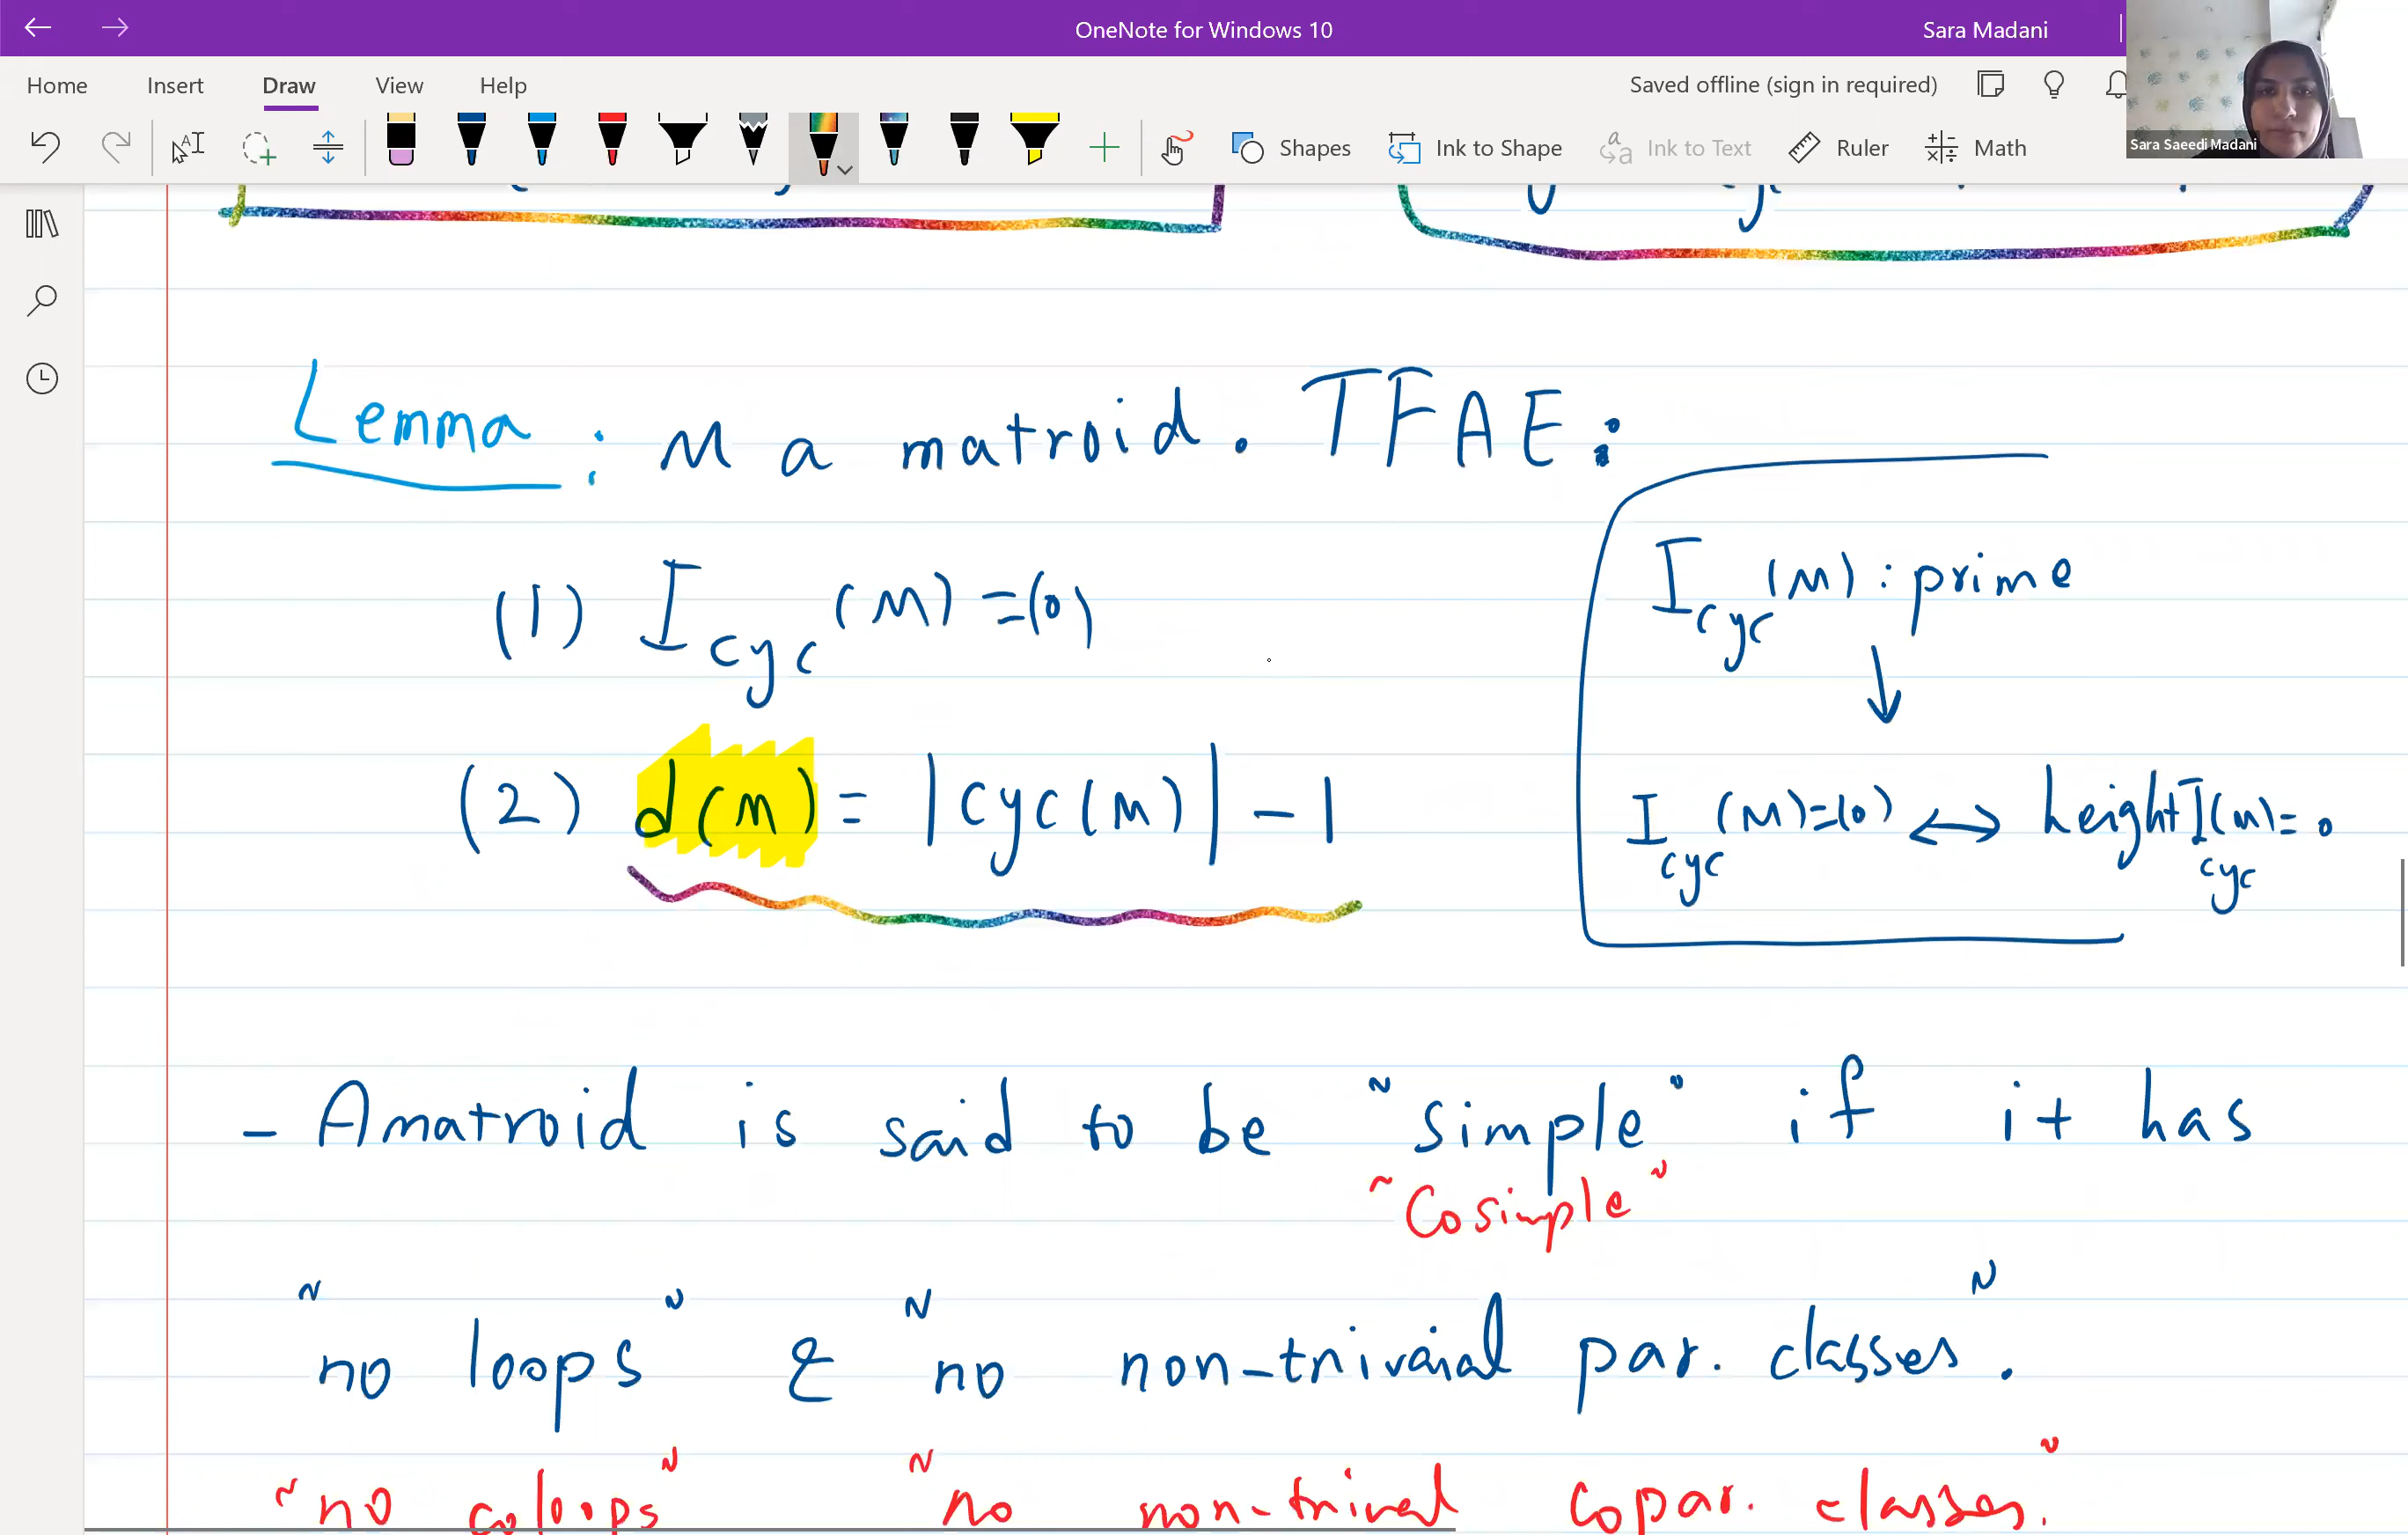 OneNote for Windows 10
Sara Madani
Home Insert Draw View Help
Saved offline (sign in required)
Shapes Ink to Shape Ink to Text Ruler Math
Sara Saeedi Madani
Lemma : M a matroid. TFAE:
(1) I_cyc(M) = (0)
(2) d(M) = |Cyc(M)| - 1
I_cyc(M) : prime
↓
I_cyc(M) = (0) ↔ height I_cyc(M) = 0
- A matroid is said to be "simple" if it has
"Cosimple"
"no loops" & "no non-trivial par. classes."
"no coloops" "no non-trivial copar. classes."